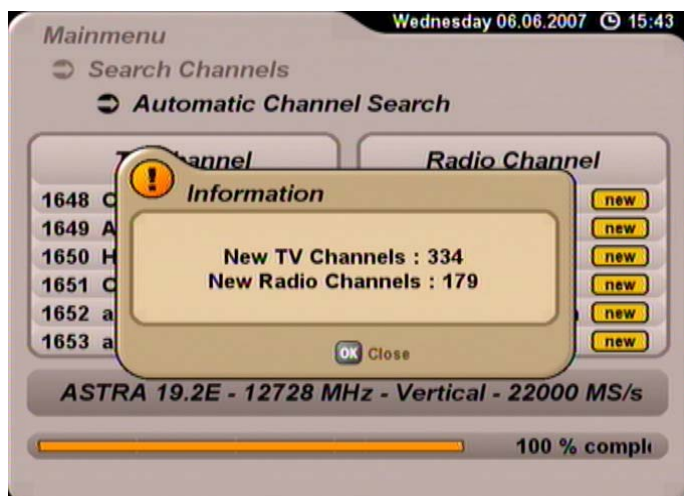 Wednesday 06.06.2007 15:43
Mainmenu
Search Channels
Automatic Channel Search
Radio Channel
Information
New TV Channels : 334
New Radio Channels : 179
OK Close
1648 new
1649 new
1650 new
1651 new
1652 new
1653 new
ASTRA 19.2E - 12728 MHz - Vertical - 22000 MS/s
100 %